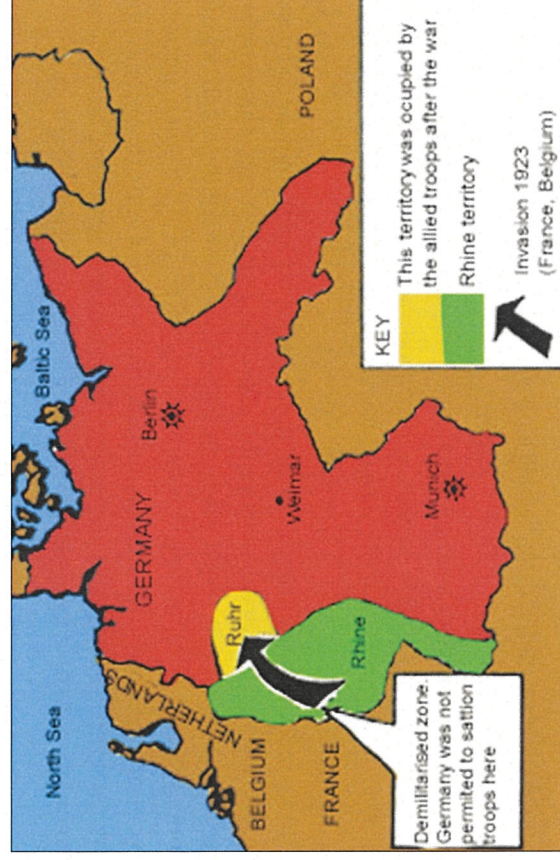 North Sea
Baltic Sea
NETHERLANDS
BELGIUM
FRANCE
GERMANY
POLAND
Berlin
Weimar
Munich
Ruhr
Rhine
Demilitarised zone.
Germany was not
permited to sattion
troops here
KEY
This territory was ocupied by
the allied troops after the war
Rhine territory
Invasion 1923
(France, Belgium)